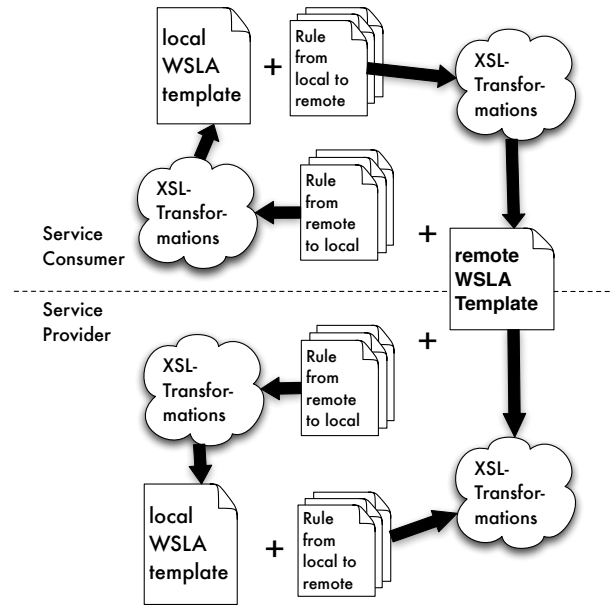 local
WSLA
template
+
Rule
from
local to
remote
XSL-
Transfor-
mations
XSL-
Transfor-
mations
Rule
from
remote
to local
+
Service
Consumer
remote
WSLA
Template
Service
Provider
+
XSL-
Transfor-
mations
Rule
from
remote
to local
XSL-
Transfor-
mations
local
WSLA
template
+
Rule
from
local to
remote